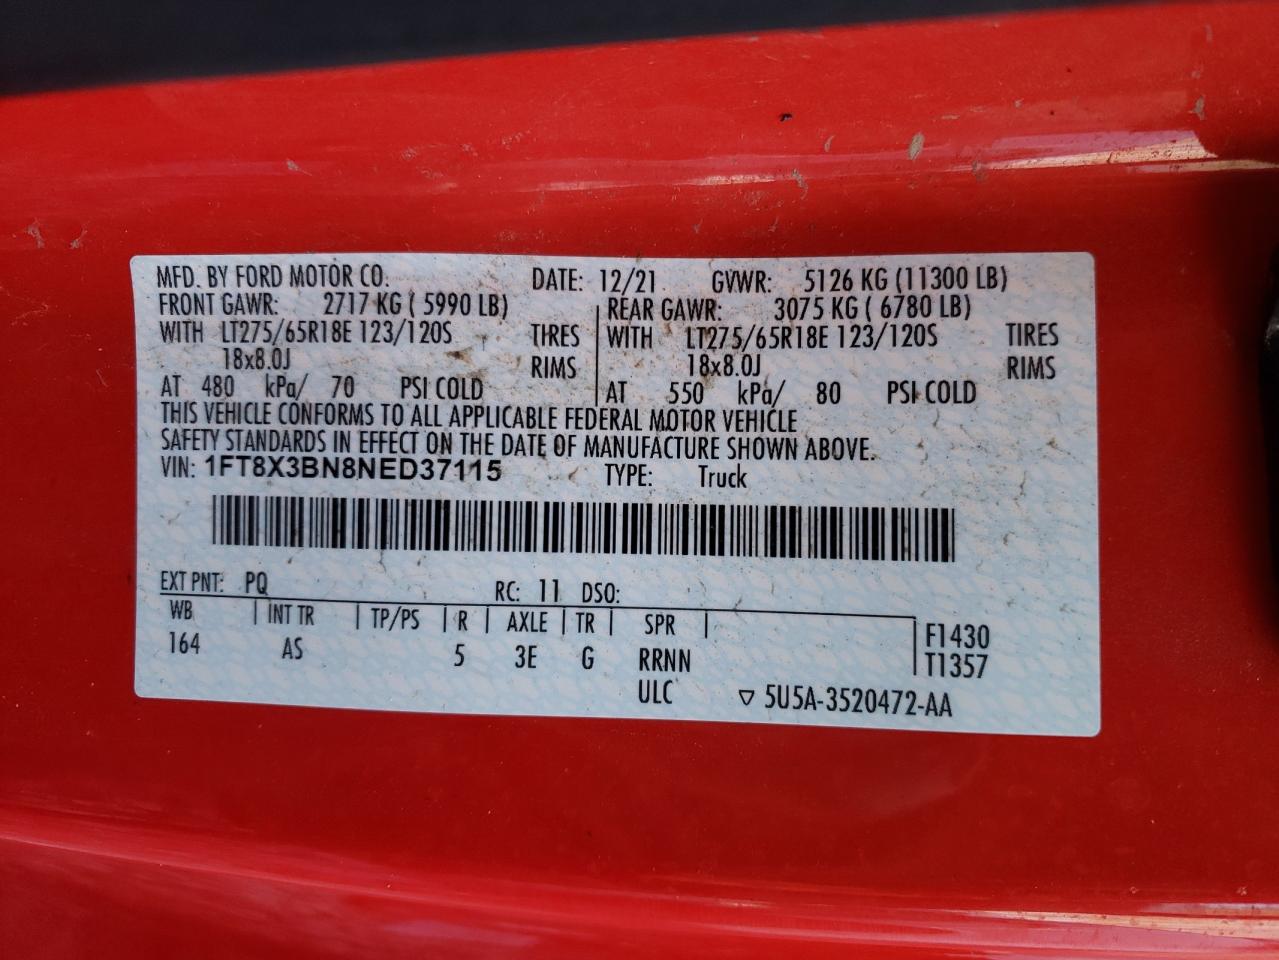 MFD. BY FORD MOTOR CO. DATE: 12/21 GVWR: 5126 KG (11300 LB)
FRONT GAWR: 2717 KG ( 5990 LB) REAR GAWR: 3075 KG ( 6780 LB)
WITH LT275/65R18E 123/120S TIRES WITH LT275/65R18E 123/120S TIRES
18x8.0J RIMS 18x8.0J RIMS
AT 480 kPa/ 70 PSI COLD AT 550 kPa/ 80 PSI COLD
THIS VEHICLE CONFORMS TO ALL APPLICABLE FEDERAL MOTOR VEHICLE
SAFETY STANDARDS IN EFFECT ON THE DATE OF MANUFACTURE SHOWN ABOVE.
VIN: 1FT8X3BN8NED37115 TYPE: Truck
EXT PNT: PQ RC: 11 DSO:
WB INT TR TP/PS R AXLE TR SPR F1430
164 AS 5 3E G RRNN T1357
ULC ▽ 5U5A-3520472-AA